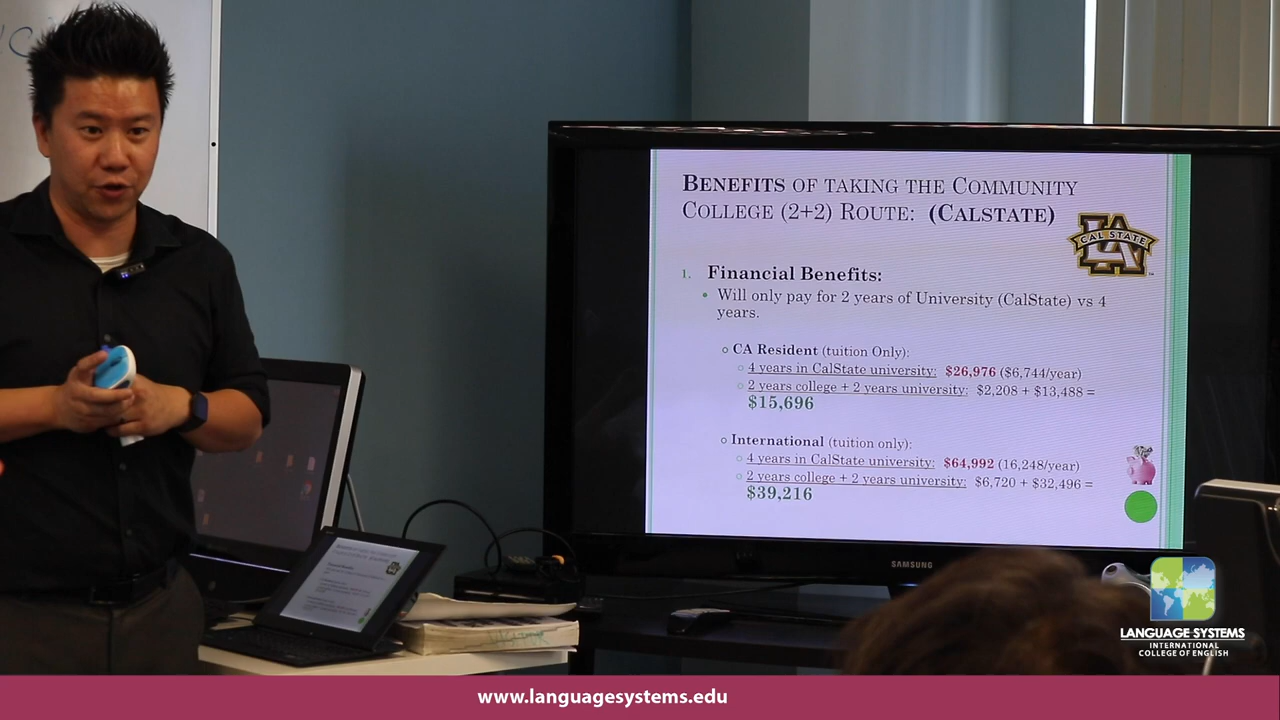 BENEFITS OF TAKING THE COMMUNITY
COLLEGE (2+2) ROUTE: (CALSTATE)
LA
CAL STATE
1. Financial Benefits:
• Will only pay for 2 years of University (CalState) vs 4
years.
CA Resident (tuition Only):
4 years in CalState university: $26,976 ($6,744/year)
2 years college + 2 years university: $2,208 + $13,488 =
$15,696
International (tuition only):
4 years in CalState university: $64,992 (16,248/year)
2 years college + 2 years university: $6,720 + $32,496 =
$39,216
SAMSUNG
LANGUAGE SYSTEMS
INTERNATIONAL
COLLEGE OF ENGLISH
www.languagesystems.edu